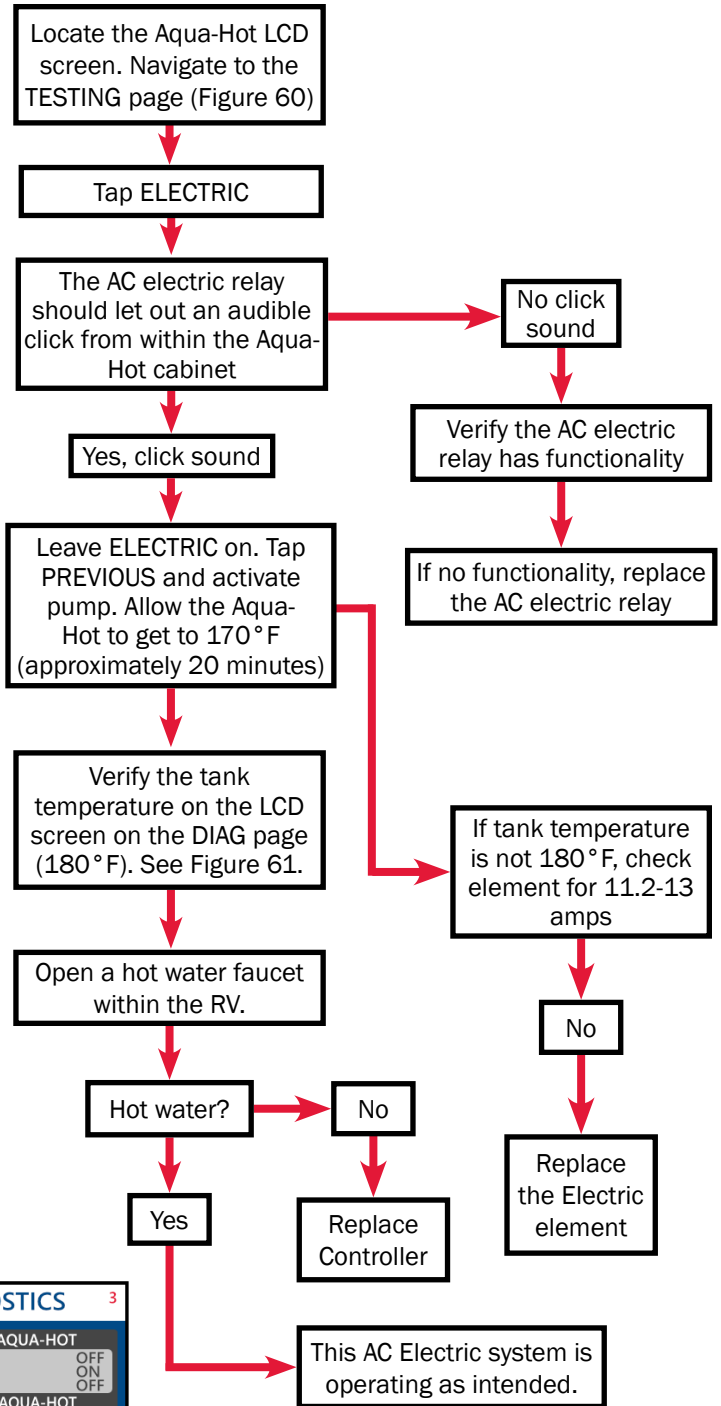 Locate the Aqua-Hot LCD
screen. Navigate to the
TESTING page (Figure 60)
Tap ELECTRIC
The AC electric relay
should let out an audible
click from within the Aqua-
Hot cabinet
No click
sound
Yes, click sound
Verify the AC electric
relay has functionality
Leave ELECTRIC on. Tap
PREVIOUS and activate
pump. Allow the Aqua-
Hot to get to 170°F
(approximately 20 minutes)
If no functionality, replace
the AC electric relay
Verify the tank
temperature on the LCD
screen on the DIAG page
(180°F). See Figure 61.
If tank temperature
is not 180°F, check
element for 11.2-13
amps
Open a hot water faucet
within the RV.
No
Hot water?
No
Replace
the Electric
element
Yes
Replace
Controller
This AC Electric system is
operating as intended.
OSTICS 3
AQUA-HOT
OFF
ON
OFF
AQUA-HOT